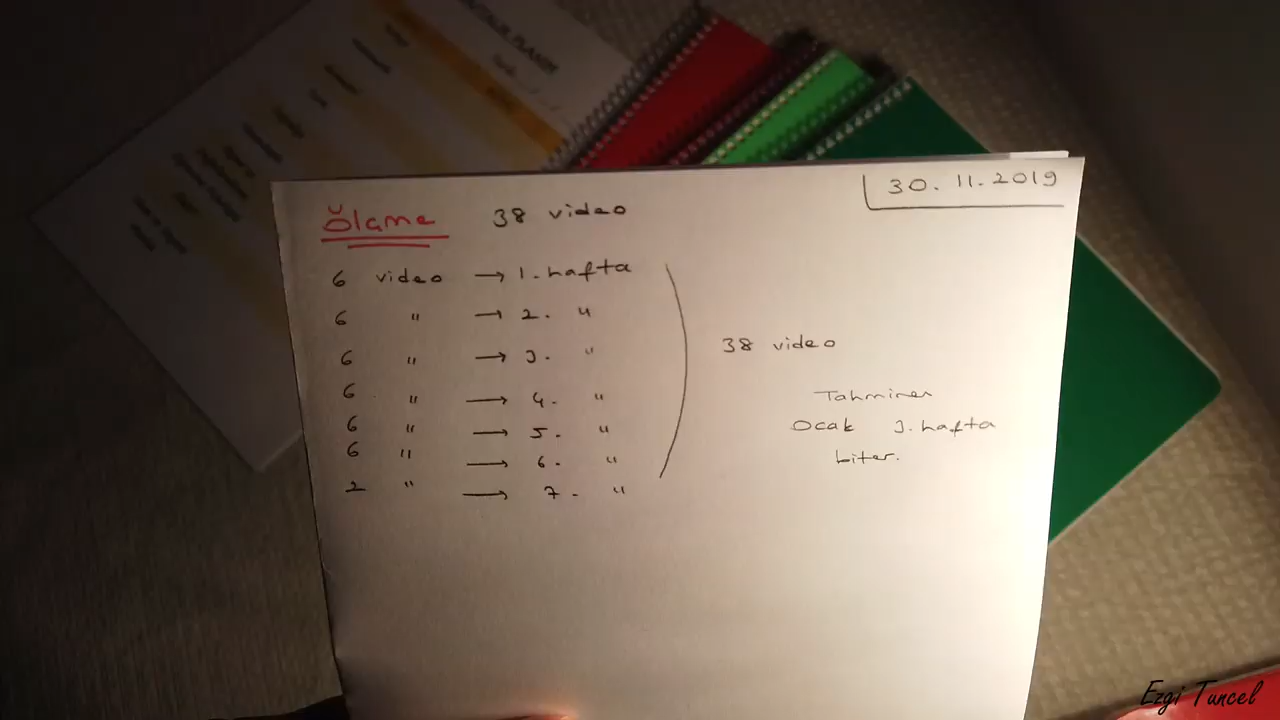 30.11.2019
Ölçme 38 video
6 video → 1. hafta
6 " → 2. "
6 " → 3. "
6 " → 4. "
6 " → 5. "
6 " → 6. "
2 " → 7. "
38 video
Tahminen
Ocak 3. hafta
biter.
Ezgi Tuncel